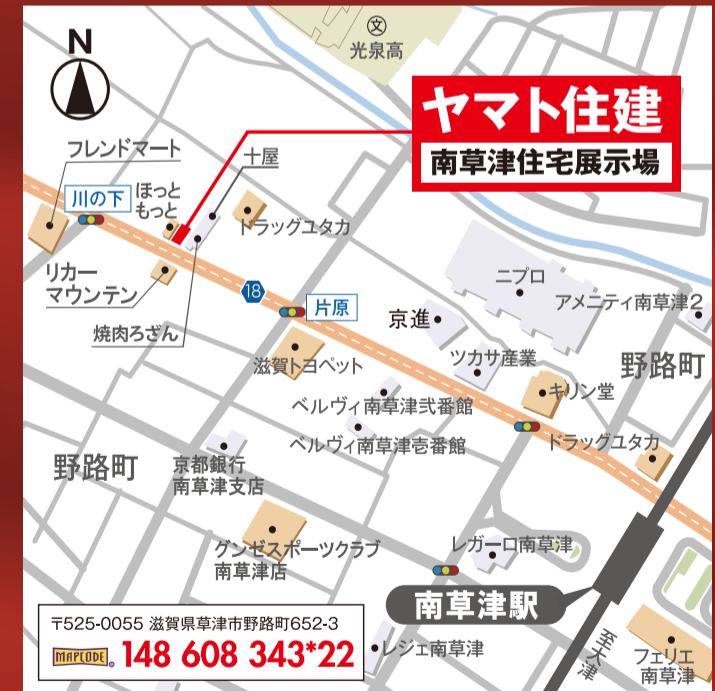 光泉高
N
ヤマト住建
南草津住宅展示場
フレンドマート
十屋
川の下
ほっと
もっと
ドラッグユタカ
リカー
マウンテン
焼肉ろざん
18
片原
ニプロ
アメニティ南草津2
京進
ツカサ産業
野路町
滋賀トヨペット
キリン堂
ベルヴィ南草津弐番館
ベルヴィ南草津壱番館
ドラッグユタカ
野路町
京都銀行
南草津支店
グンゼスポーツクラブ
南草津店
レガーロ南草津
南草津駅
〒525-0055 滋賀県草津市野路町652-3
MAPCODE. 148 608 343*22
レジェ南草津
至大津
フェリエ
南草津